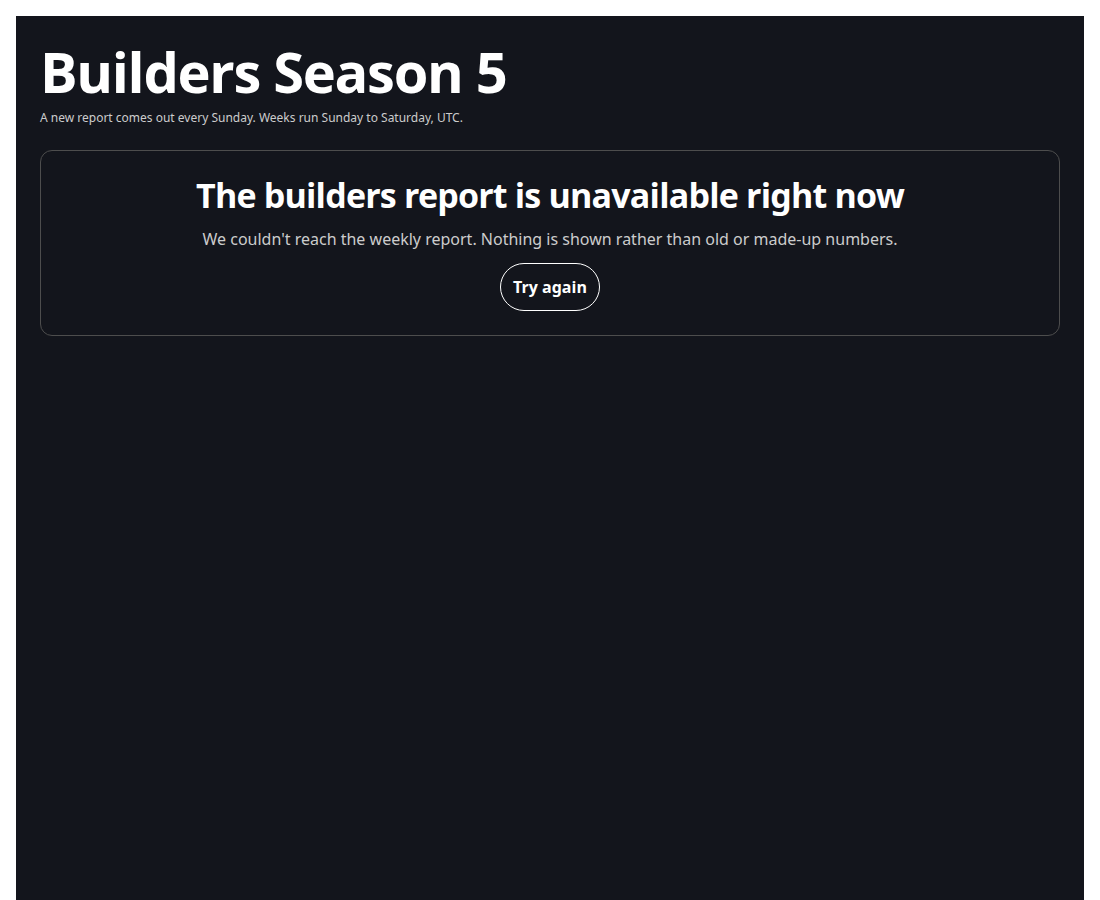 Builders Season 5
A new report comes out every Sunday. Weeks run Sunday to Saturday, UTC.
The builders report is unavailable right now
We couldn't reach the weekly report. Nothing is shown rather than old or made-up numbers.
Try again